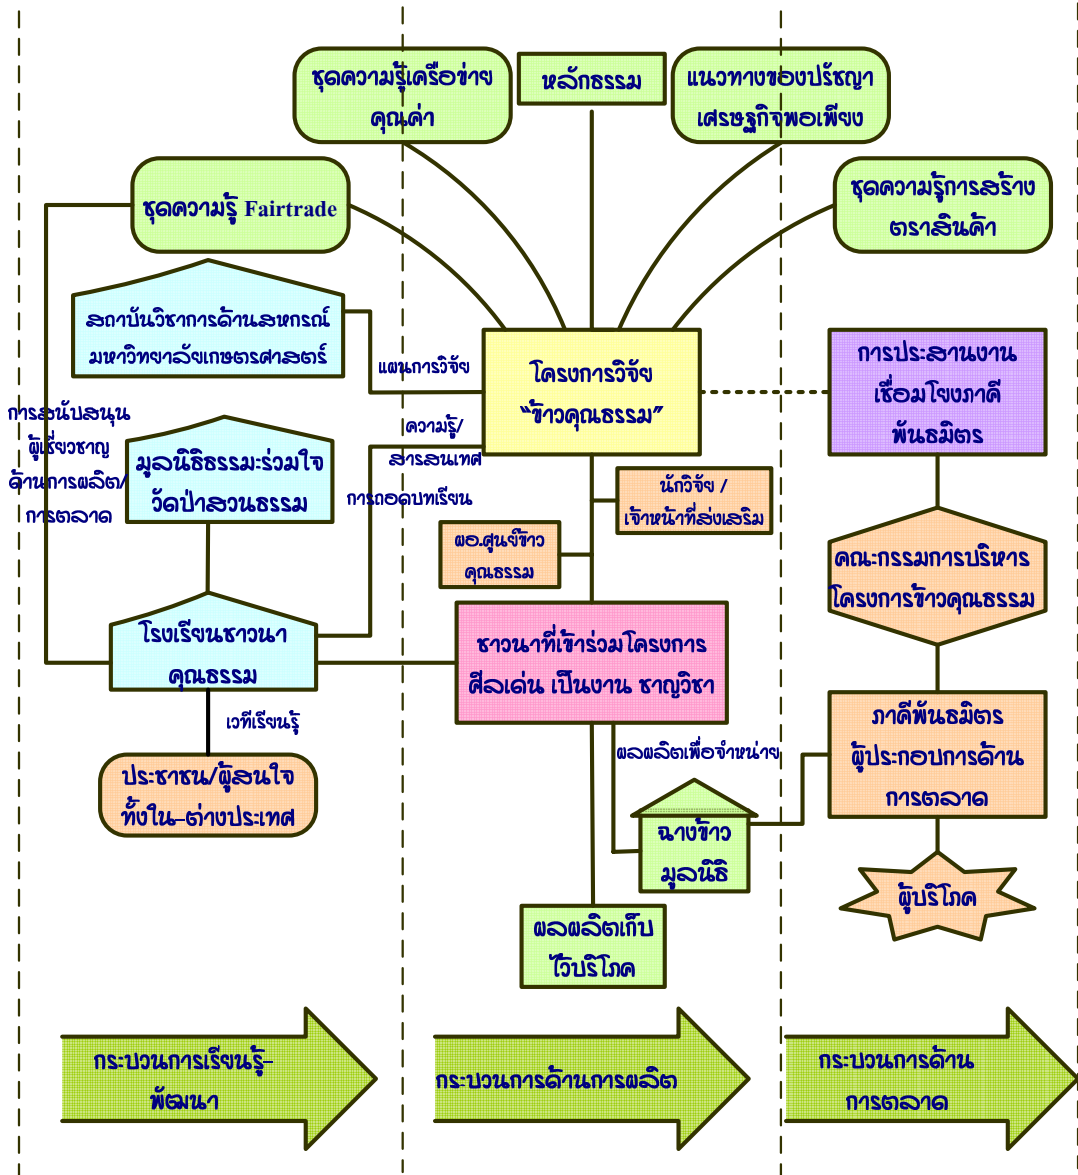 ชุดความรู้เครือข่าย
คุณค่า
หลักธรรม
แนวทางของปรัชญา
เศรษฐกิจพอเพียง
ชุดความรู้ Fairtrade
ชุดความรู้การสร้าง
ตราสินค้า
สถาบันวิชาการด้านสหกรณ์
มหาวิทยาลัยเกษตรศาสตร์
แผนการวิจัย
โครงการวิจัย
“ข้าวคุณธรรม”
การประสานงาน
เชื่อมโยงภาคี
พันธมิตร
การสนับสนุน
ผู้เชี่ยวชาญ
ด้านการผลิต/
การตลาด
มูลนิธิธรรมะร่วมใจ
วัดป่าสวนธรรม
ความรู้/
สารสนเทศ
การถอดบทเรียน
นักวิจัย /
เจ้าหน้าที่ส่งเสริม
ผอ.ศูนย์ข้าว
คุณธรรม
คณะกรรมการบริหาร
โครงการข้าวคุณธรรม
โรงเรียนชาวนา
คุณธรรม
ชาวนาที่เข้าร่วมโครงการ
ศีลเด่น เป็นงาน ชาญวิชา
เวทีเรียนรู้
ประชาชน/ผู้สนใจ
ทั้งใน-ต่างประเทศ
ผลผลิตเพื่อจำหน่าย
ฉางข้าว
มูลนิธิ
ภาคีพันธมิตร
ผู้ประกอบการด้าน
การตลาด
ผู้บริโภค
ผลผลิตเก็บ
ไว้บริโภค
กระบวนการเรียนรู้-
พัฒนา
กระบวนการด้านการผลิต
กระบวนการด้าน
การตลาด